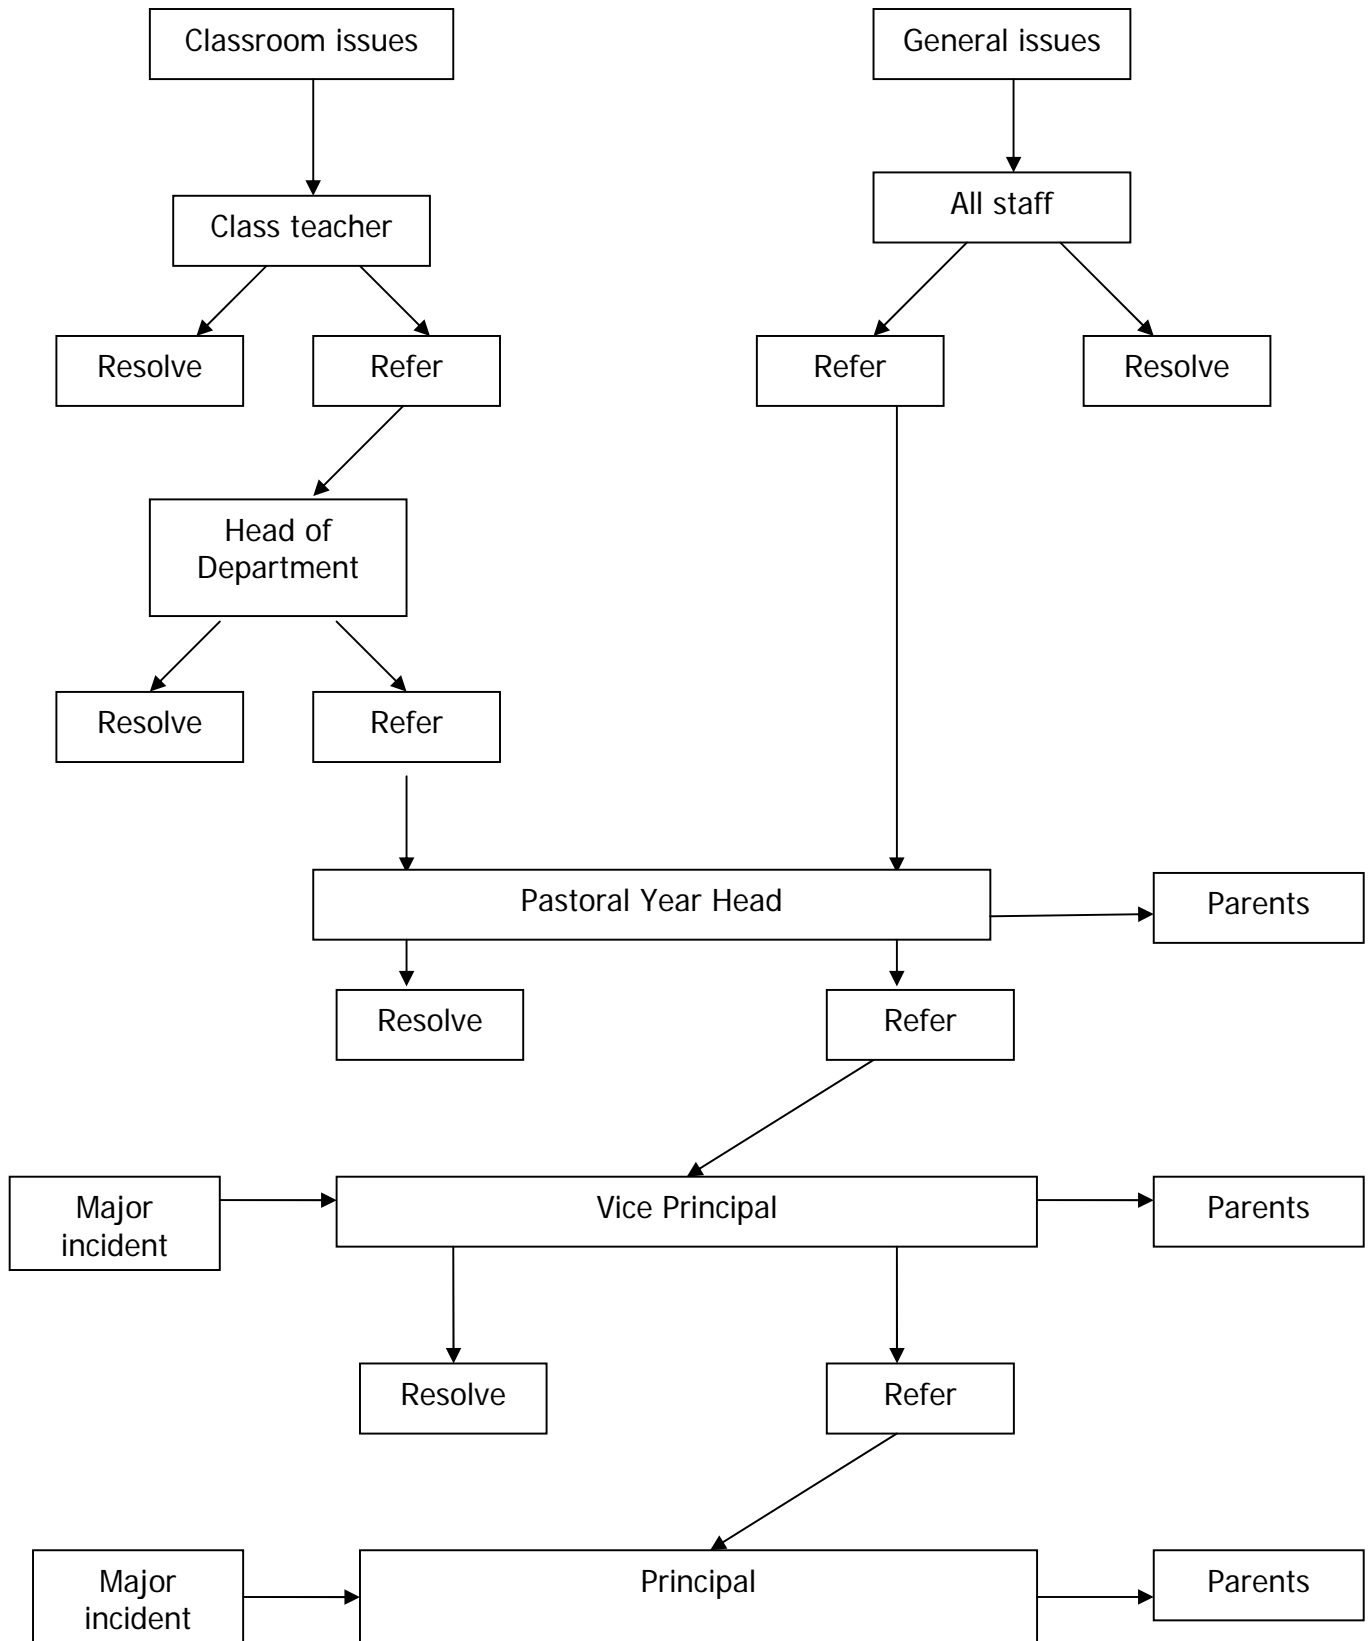 Classroom issues
General issues
Class teacher
All staff
Resolve
Refer
Refer
Resolve
Head of
Department
Resolve
Refer
Pastoral Year Head
Parents
Resolve
Refer
Major
incident
Vice Principal
Parents
Resolve
Refer
Major
incident
Principal
Parents